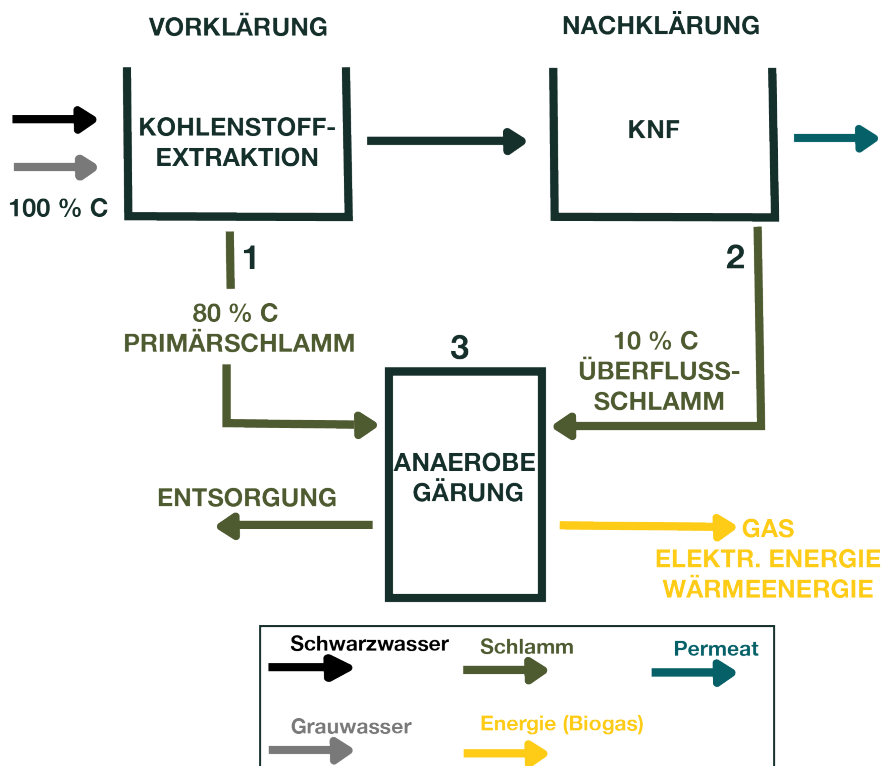 VORKLÄRUNG
NACHKLÄRUNG
KOHLENSTOFF-
EXTRAKTION
KNF
100 % C
1
2
80 % C
PRIMÄRSCHLAMM
3
10 % C
ÜBERFLUSS-
SCHLAMM
ANAEROBE
GÄRUNG
ENTSORGUNG
GAS
ELEKTR. ENERGIE
WÄRMEENERGIE
Schwarzwasser
Schlamm
Permeat
Grauwasser
Energie (Biogas)